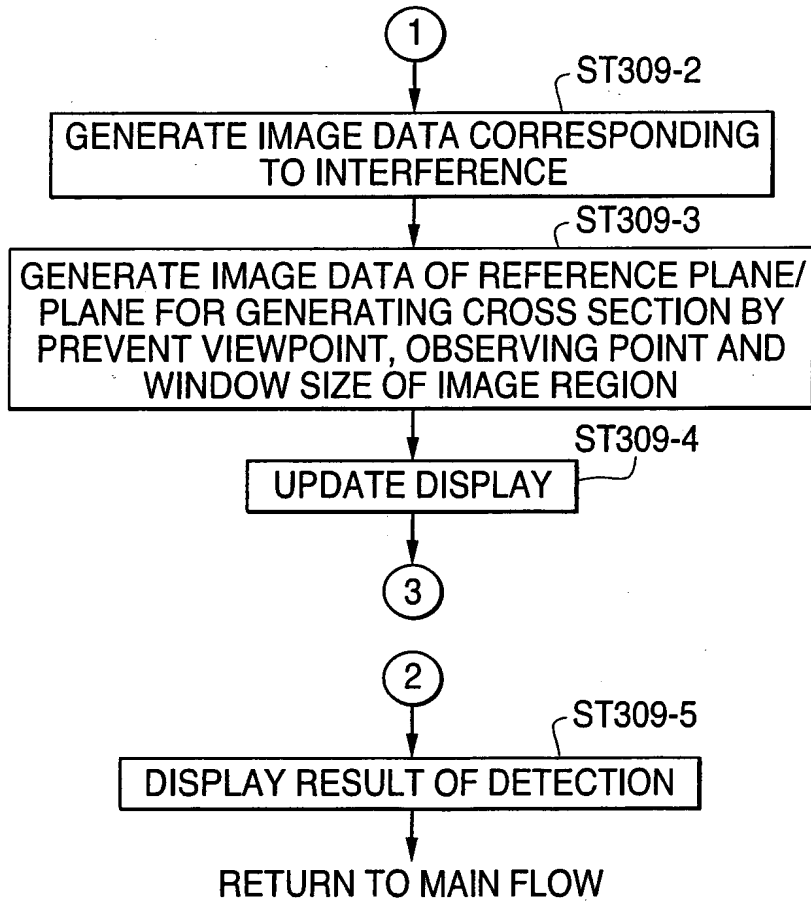 1
ST309-2
GENERATE IMAGE DATA CORRESPONDING
TO INTERFERENCE
ST309-3
GENERATE IMAGE DATA OF REFERENCE PLANE/
PLANE FOR GENERATING CROSS SECTION BY
PREVENT VIEWPOINT, OBSERVING POINT AND
WINDOW SIZE OF IMAGE REGION
ST309-4
UPDATE DISPLAY
3
2
ST309-5
DISPLAY RESULT OF DETECTION
RETURN TO MAIN FLOW